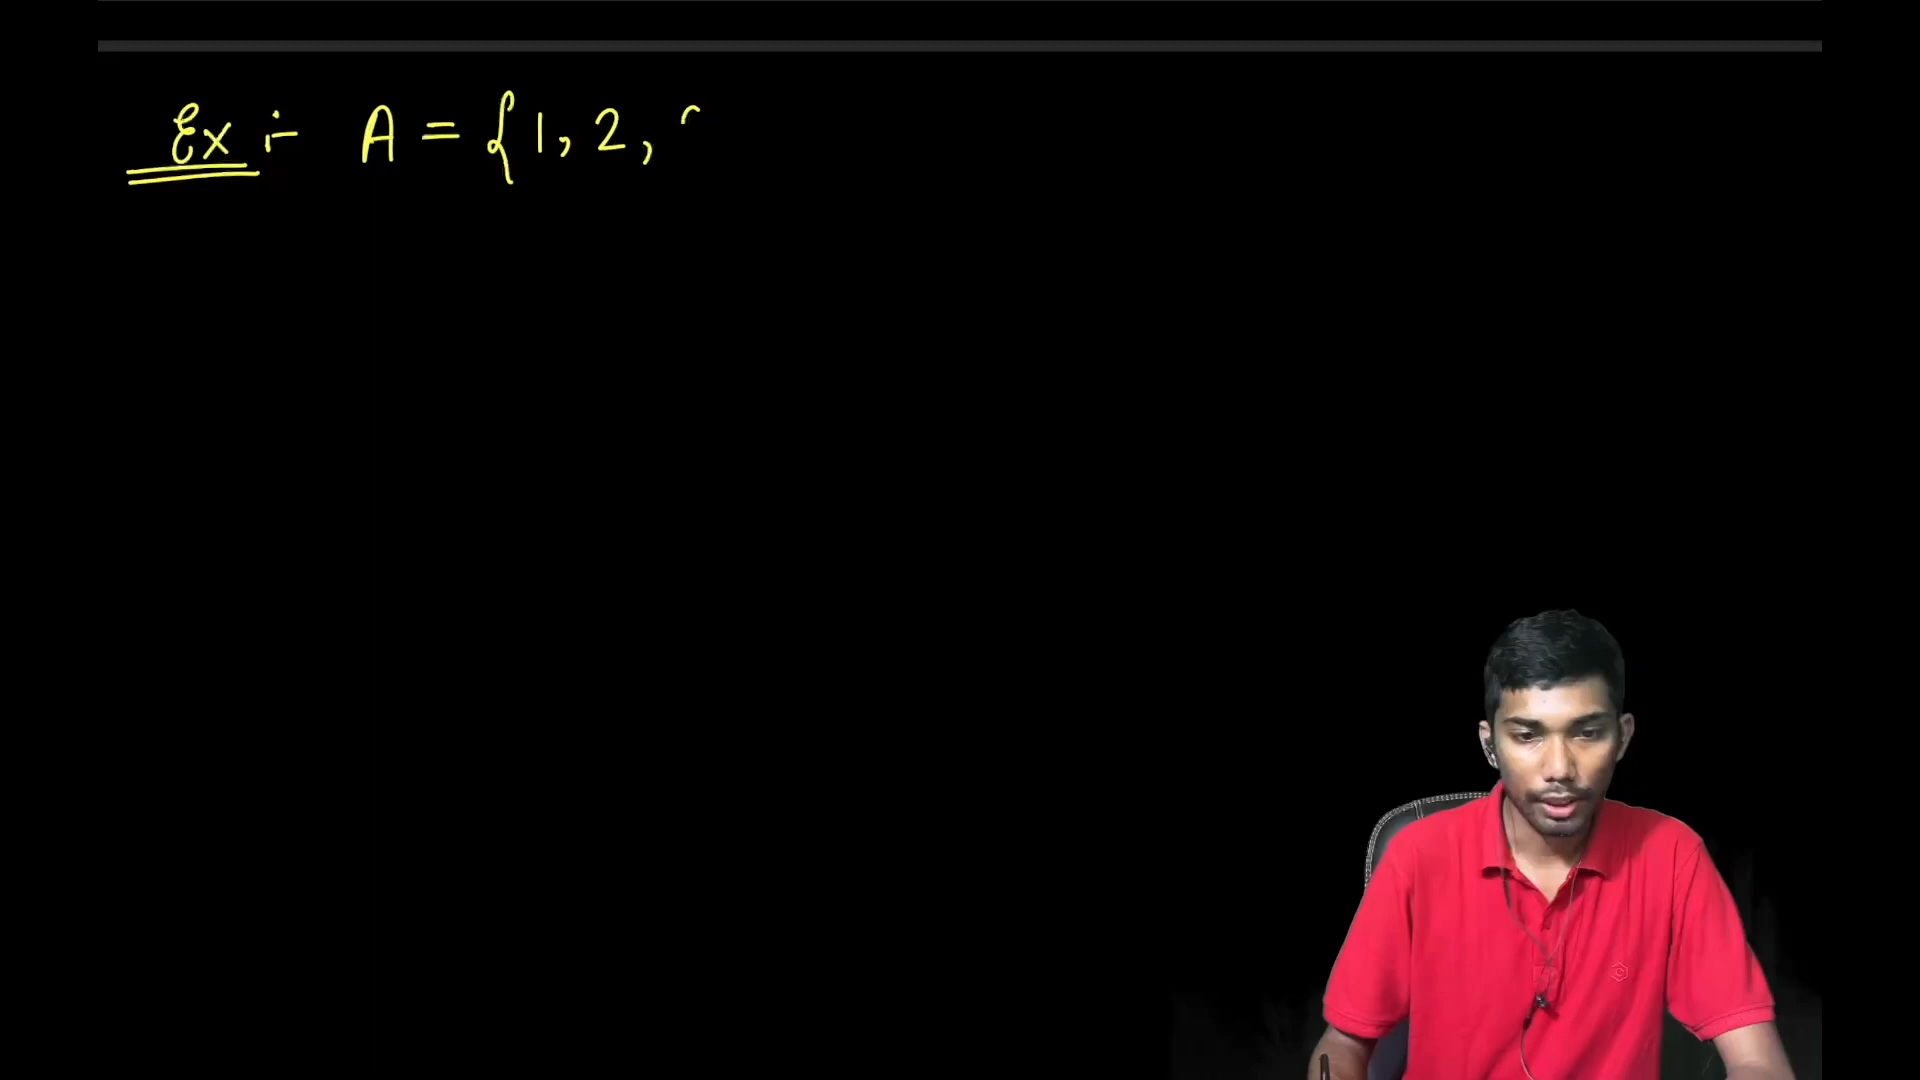 Ex :- A = {1, 2,